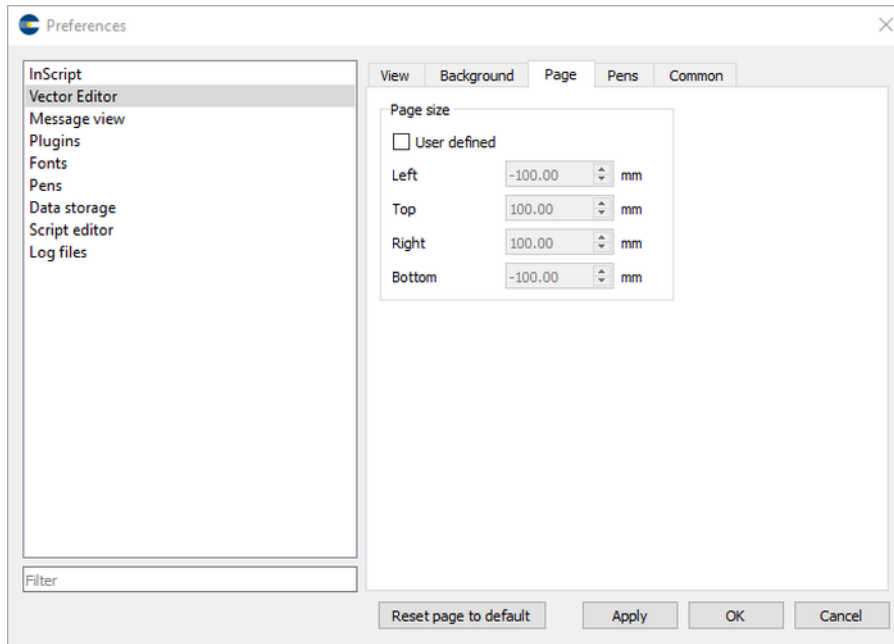 Preferences
InScript
Vector Editor
Message view
Plugins
Fonts
Pens
Data storage
Script editor
Log files
Filter
View Background Page Pens Common
Page size
User defined
Left -100.00 mm
Top 100.00 mm
Right 100.00 mm
Bottom -100.00 mm
Reset page to default Apply OK Cancel